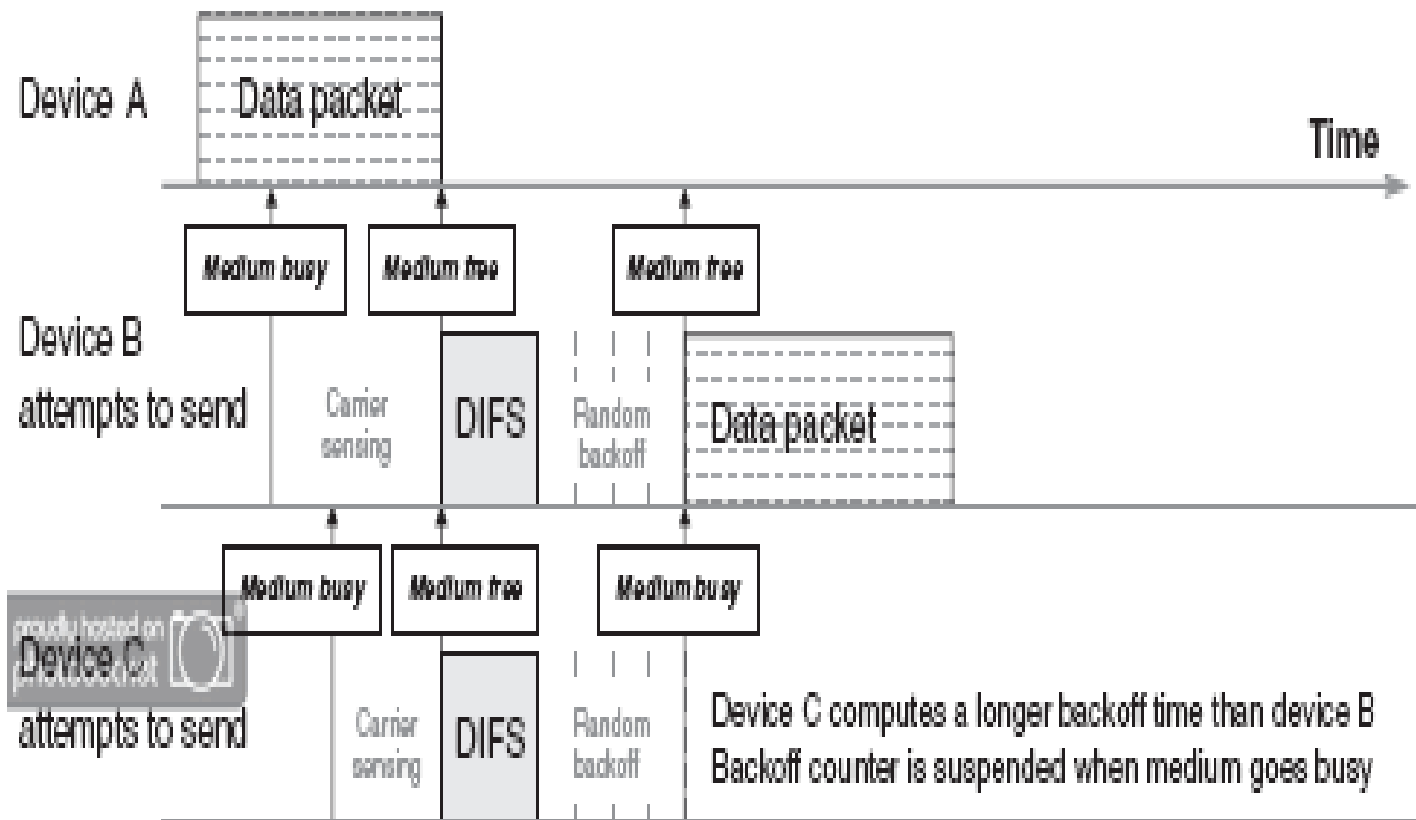 Device A
Data packet
Time
Medium busy
Medium free
Medium free
Device B
attempts to send
Carrier
sensing
DIFS
Random
backoff
Data packet
Medium busy
Medium free
Medium busy
proudly hosted on
Device C
attempts to send
Carrier
sensing
DIFS
Random
backoff
Device C computes a longer backoff time than device B
Backoff counter is suspended when medium goes busy